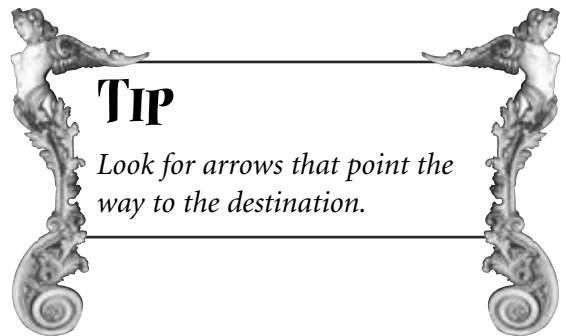 TIP
Look for arrows that point the
way to the destination.